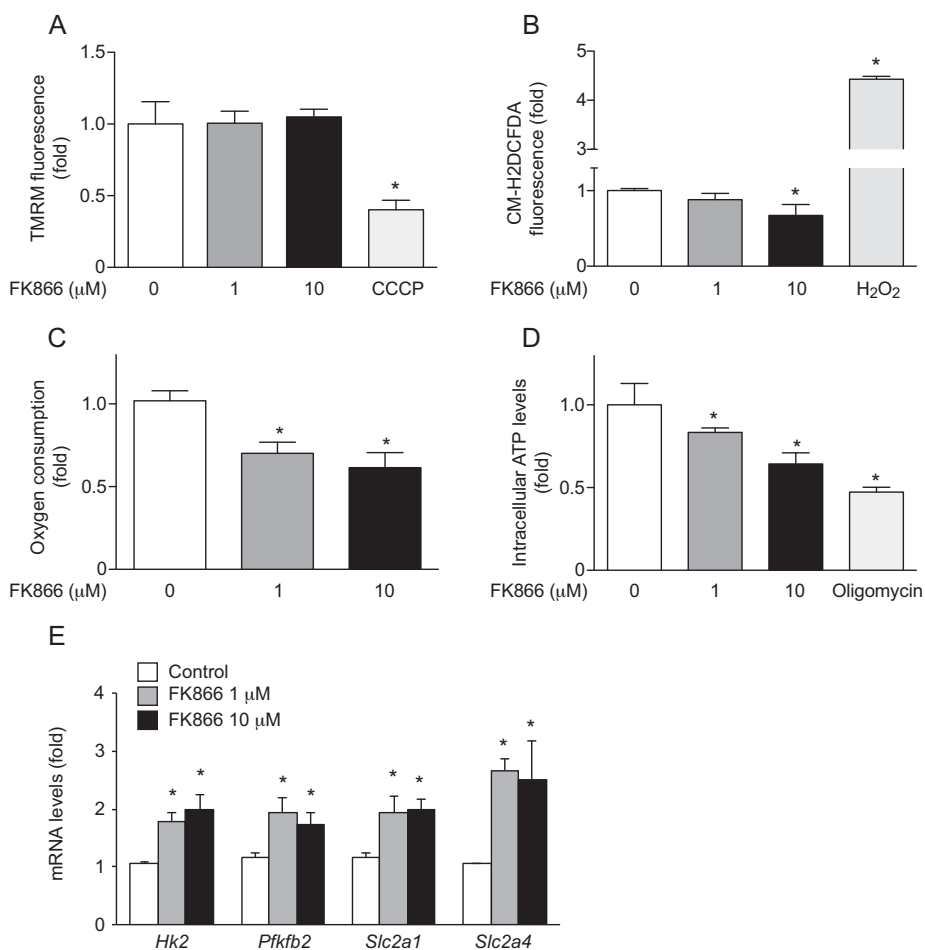 A
TMRM fluorescence
(fold)
1.5
1.0
0.5
0
*
FK866 (μM)
0
1
10
CCCP
B
CM-H2DCFDA
fluorescence (fold)
5
4
3
1
0
*
*
FK866 (μM)
0
1
10
H₂O₂
C
Oxygen consumption
(fold)
1.0
0.5
0
*
*
FK866 (μM)
0
1
10
D
Intracellular ATP levels
(fold)
1.0
0.5
0
*
*
*
FK866 (μM)
0
1
10
Oligomycin
E
Control
FK866 1 μM
FK866 10 μM
mRNA levels (fold)
4
3
2
1
0
* *
* *
* *
* *
Hk2
Pfkfb2
Slc2a1
Slc2a4